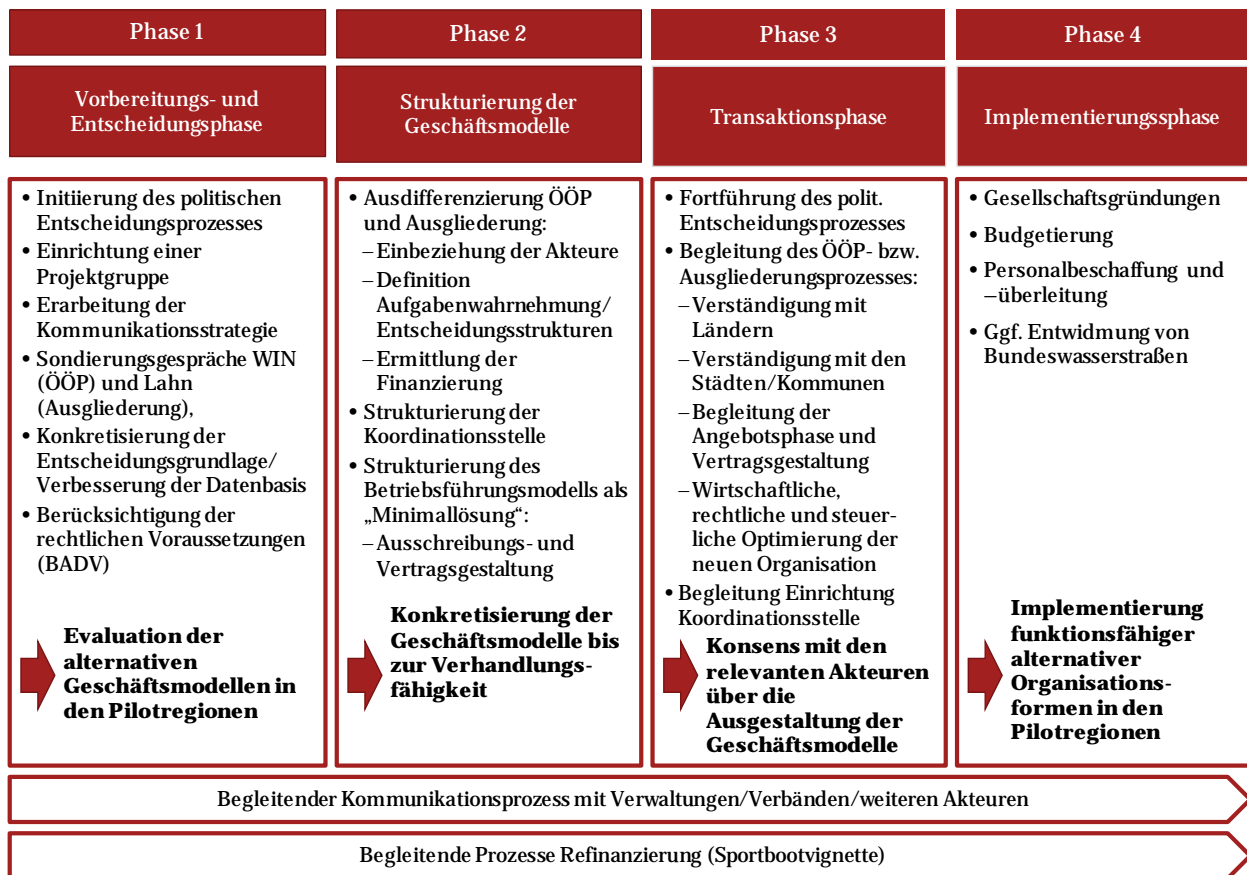 Phase 1
Vorbereitungs- und
Entscheidungsphase
• Initiierung des politischen
Entscheidungsprozesses
• Einrichtung einer
Projektgruppe
• Erarbeitung der
Kommunikationsstrategie
• Sondierungsgespräche WIN
(ÖÖP) und Lahn
(Ausgliederung),
• Konkretisierung der
Entscheidungsgrundlage/
Verbesserung der Datenbasis
• Berücksichtigung der
rechtlichen Voraussetzungen
(BADV)
Evaluation der
alternativen
Geschäftsmodellen in
den Pilotregionen
Phase 2
Strukturierung der
Geschäftsmodelle
• Ausdifferenzierung ÖÖP
und Ausgliederung:
–Einbeziehung der Akteure
–Definition
Aufgabenwahrnehmung/
Entscheidungsstrukturen
–Ermittlung der
Finanzierung
• Strukturierung der
Koordinationsstelle
• Strukturierung des
Betriebsführungsmodells als
„Minimallösung“:
–Ausschreibungs- und
Vertragsgestaltung
Konkretisierung der
Geschäftsmodelle bis
zur Verhandlungs-
fähigkeit
Phase 3
Transaktionsphase
• Fortführung des polit.
Entscheidungsprozesses
• Begleitung des ÖÖP- bzw.
Ausgliederungsprozesses:
–Verständigung mit
Ländern
–Verständigung mit den
Städten/Kommunen
–Begleitung der
Angebotsphase und
Vertragsgestaltung
–Wirtschaftliche,
rechtliche und steuer-
liche Optimierung der
neuen Organisation
• Begleitung Einrichtung
Koordinationsstelle
Konsens mit den
relevanten Akteuren
über die
Ausgestaltung der
Geschäftsmodelle
Phase 4
Implementierungssphase
• Gesellschaftsgründungen
• Budgetierung
• Personalbeschaffung und
–überleitung
• Ggf. Entwidmung von
Bundeswasserstraßen
Implementierung
funktionsfähiger
alternativer
Organisations-
formen in den
Pilotregionen
Begleitender Kommunikationsprozess mit Verwaltungen/Verbänden/weiteren Akteuren
Begleitende Prozesse Refinanzierung (Sportbootvignette)